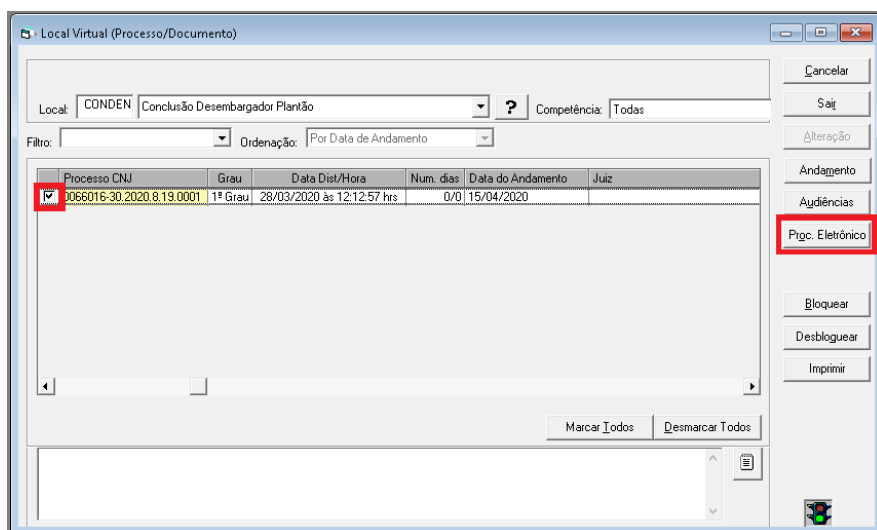 Local Virtual (Processo/Documento)
Cancelar
Local: CONDEN Conclusão Desembargador Plantão ? Competência: Todas
Sair
Filtro: Ordenação: Por Data de Andamento
Alteração
Andamento
Processo CNJ Grau Data Dist/Hora Num. dias Data do Andamento Juiz
0066016-30.2020.8.19.0001 1ª Grau 28/03/2020 às 12:12:57 hrs 0/0 15/04/2020
Audiências
Proc. Eletrônico
Bloquear
Desbloquear
Imprimir
Marcar Todos Desmarcar Todos